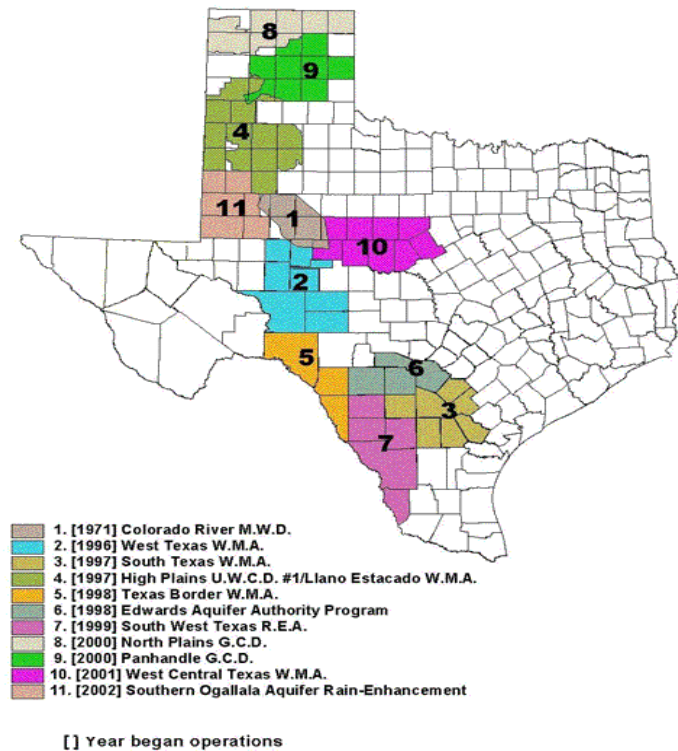 8
9
4
11
1
10
2
5
6
3
7
1. [1971] Colorado River M.W.D.
2. [1996] West Texas W.M.A.
3. [1997] South Texas W.M.A.
4. [1997] High Plains U.W.C.D. #1/Llano Estacado W.M.A.
5. [1998] Texas Border W.M.A.
6. [1998] Edwards Aquifer Authority Program
7. [1999] South West Texas R.E.A.
8. [2000] North Plains G.C.D.
9. [2000] Panhandle G.C.D.
10. [2001] West Central Texas W.M.A.
11. [2002] Southern Ogallala Aquifer Rain-Enhancement
[ ] Year began operations